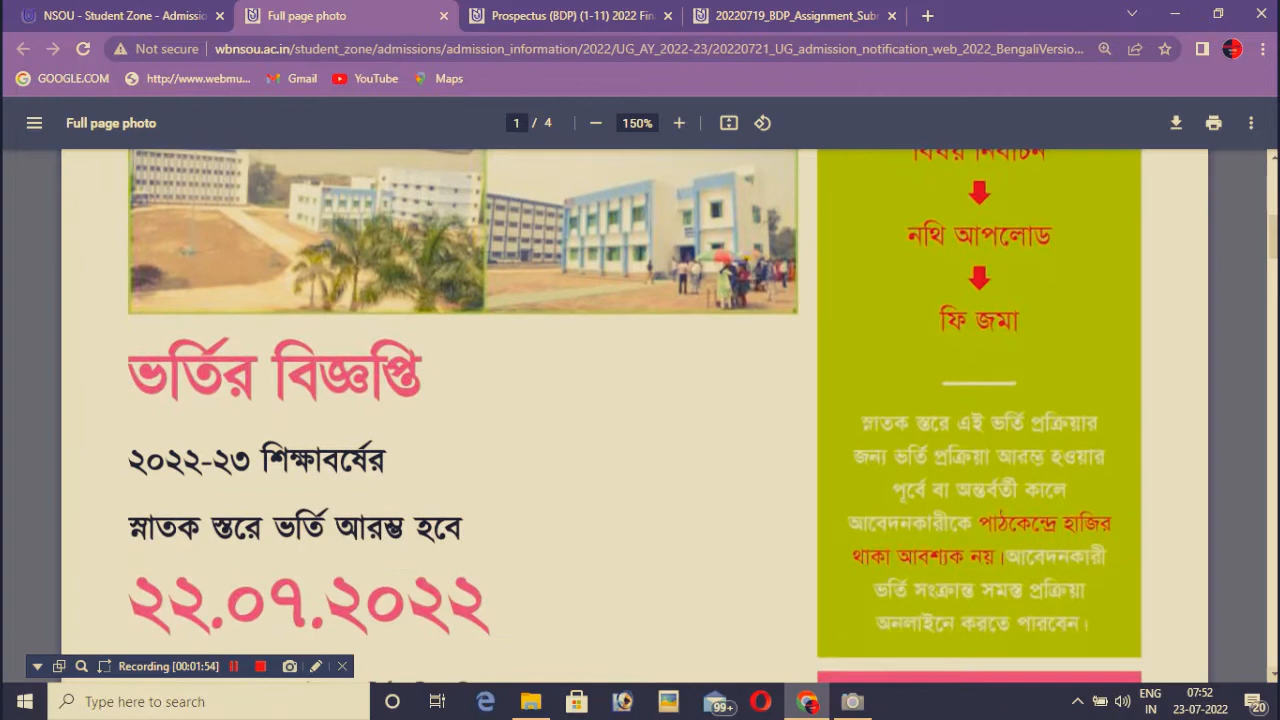 NSOU - Student Zone - Admissio
Full page photo
Prospectus (BDP) (1-11) 2022 Fin
20220719_BDP_Assignment_Subm
Not secure
wbnsou.ac.in/student_zone/admissions/admission_information/2022/UG_AY_2022-23/20220721_UG_admission_notification_web_2022_BengaliVersio...
GOOGLE.COM
http://www.webmu...
Gmail
YouTube
Maps
Full page photo
1 / 4
150%
ভর্তির বিজ্ঞপ্তি
২০২২-২৩ শিক্ষাবর্ষের
স্নাতক স্তরে ভর্তি আরম্ভ হবে
২২.০৭.২০২২
বিষয় নির্বাচন
নথি আপলোড
ফি জমা
স্নাতক স্তরে এই ভর্তি প্রক্রিয়ার
জন্য ভর্তি প্রক্রিয়া আরম্ভ হওয়ার
পূর্বে বা অন্তর্বর্তী কালে
আবেদনকারীকে পাঠকেন্দ্রে হাজির
থাকা আবশ্যক নয়। আবেদনকারী
ভর্তি সংক্রান্ত সমস্ত প্রক্রিয়া
অনলাইনে করতে পারবেন।
Recording [00:01:54]
Type here to search
99+
ENG
IN
07:52
23-07-2022
20